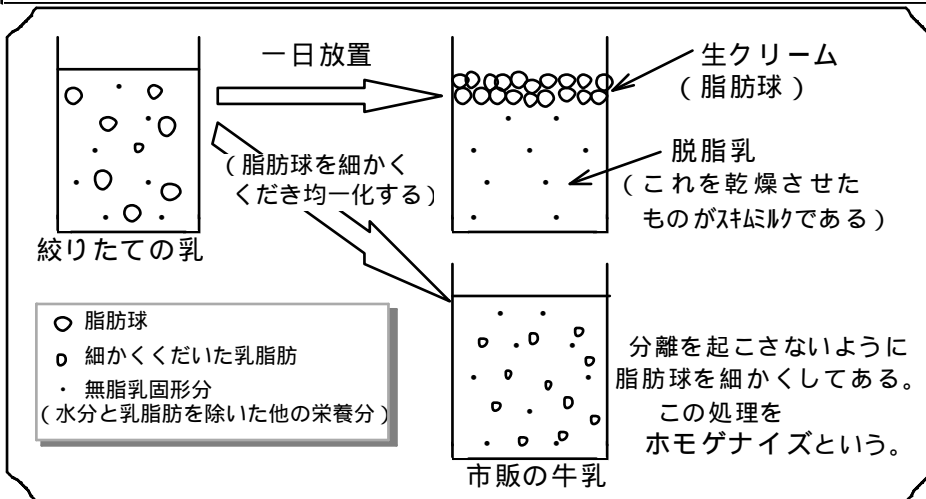 一日放置
生クリーム
（脂肪球）
（脂肪球を細かく
くだき均一化する）
脱脂乳
（これを乾燥させた
ものがｽｷﾑﾐﾙｸである）
絞りたての乳
脂肪球
細かくくだいた乳脂肪
無脂乳固形分
（水分と乳脂肪を除いた他の栄養分）
分離を起こさないように
脂肪球を細かくしてある。
この処理を
ホモゲナイズという。
市販の牛乳